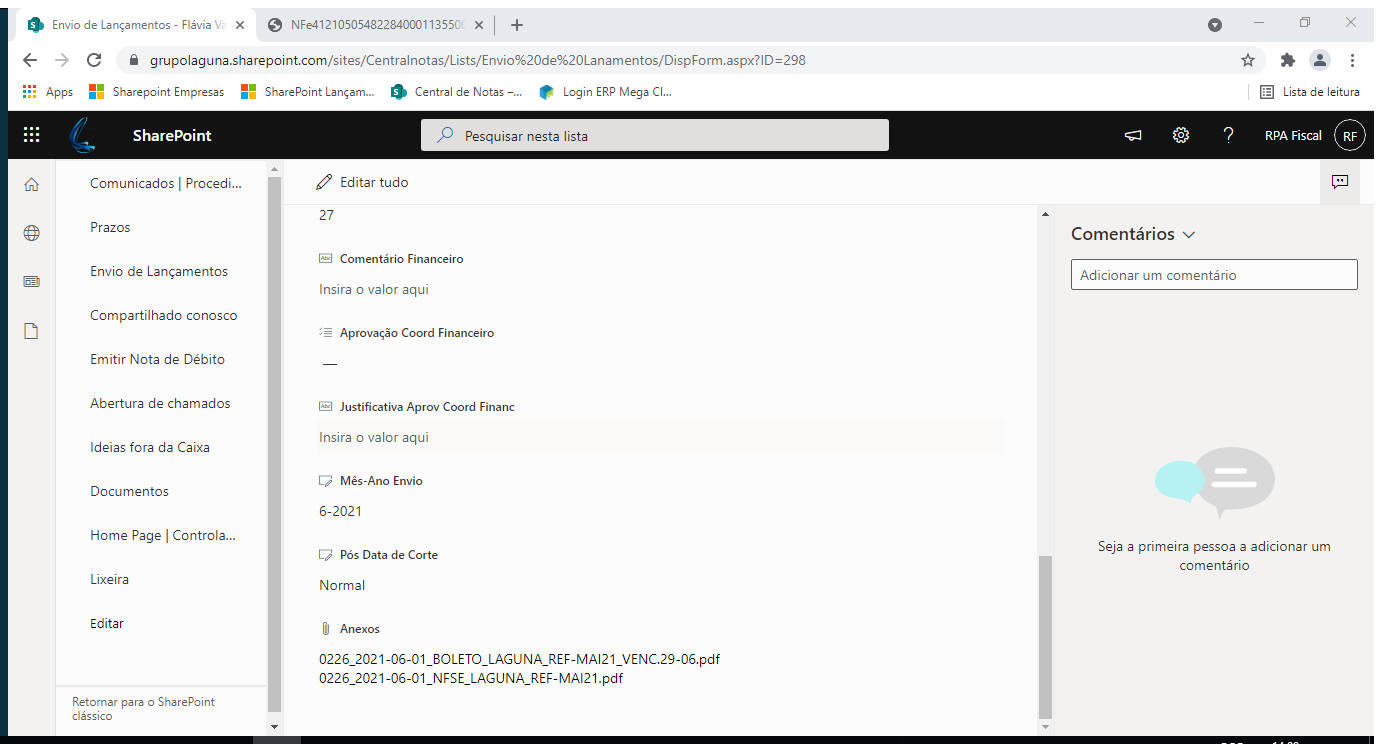 Envio de Lançamentos - Flávia Va
NFe412105054822840001135500
grupolaguna.sharepoint.com/sites/Centralnotas/Lists/Envio%20de%20Lanamentos/DispForm.aspx?ID=298
Apps
Sharepoint Empresas
SharePoint Lançam...
Central de Notas –...
Login ERP Mega Cl...
Lista de leitura
SharePoint
Pesquisar nesta lista
RPA Fiscal
RF
Comunicados | Procedi...
Prazos
Envio de Lançamentos
Compartilhado conosco
Emitir Nota de Débito
Abertura de chamados
Ideias fora da Caixa
Documentos
Home Page | Controla...
Lixeira
Editar
Retornar para o SharePoint
clássico
Editar tudo
27
Abc Comentário Financeiro
Insira o valor aqui
Aprovação Coord Financeiro
—
Abc Justificativa Aprov Coord Financ
Insira o valor aqui
Mês-Ano Envio
6-2021
Pós Data de Corte
Normal
Anexos
0226_2021-06-01_BOLETO_LAGUNA_REF-MAI21_VENC.29-06.pdf
0226_2021-06-01_NFSE_LAGUNA_REF-MAI21.pdf
Comentários
Adicionar um comentário
Seja a primeira pessoa a adicionar um
comentário